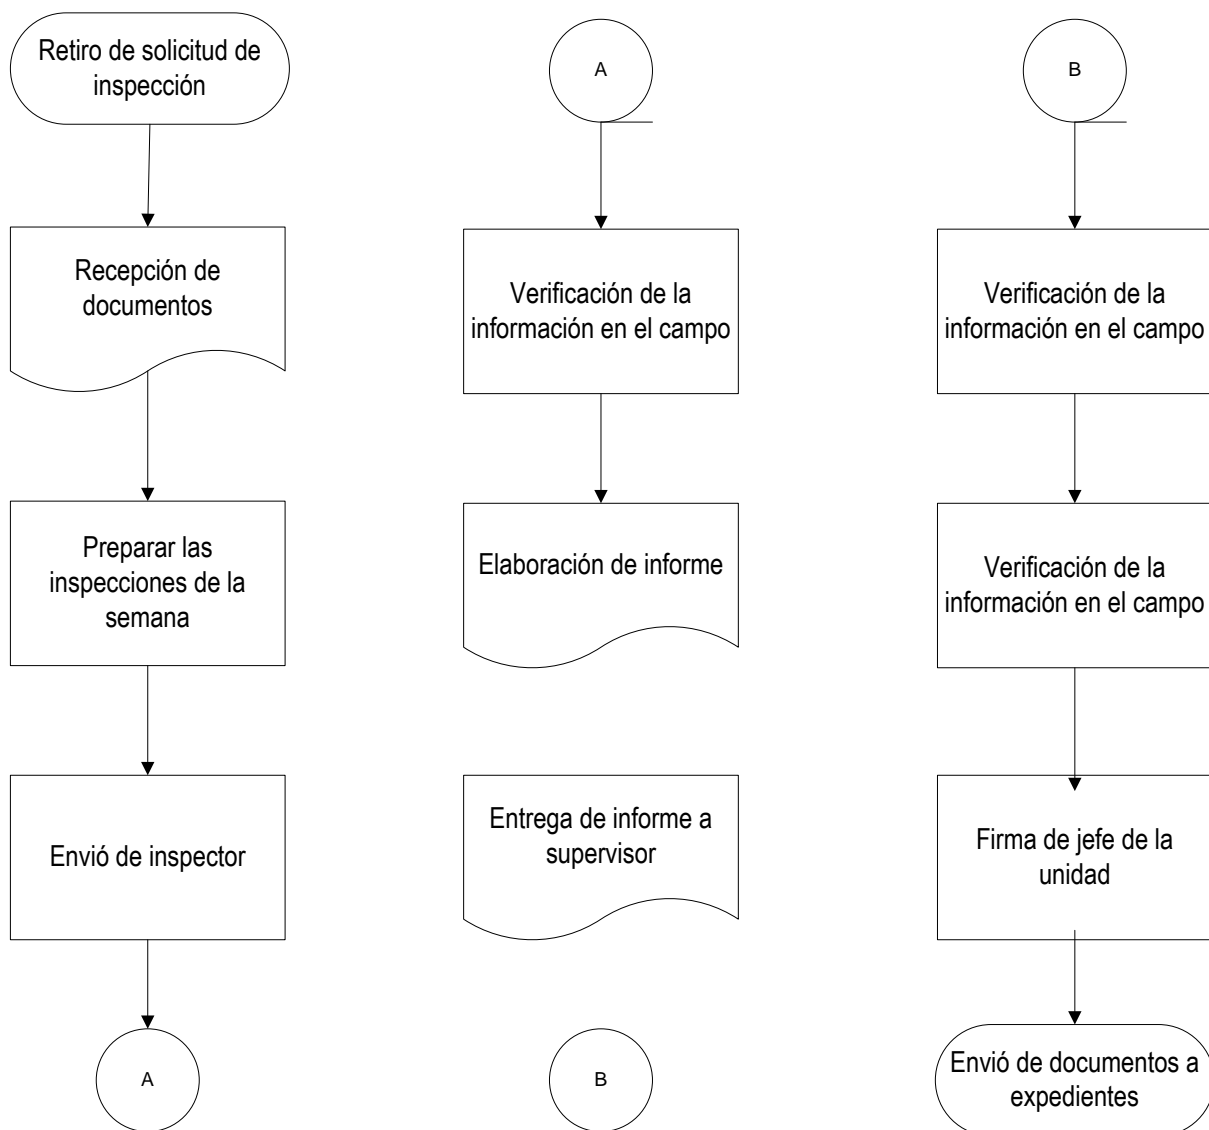 Retiro de solicitud de
inspección
Recepción de
documentos
Preparar las
inspecciones de la
semana
Envió de inspector
A
A
Verificación de la
información en el campo
Elaboración de informe
Entrega de informe a
supervisor
B
B
Verificación de la
información en el campo
Verificación de la
información en el campo
Firma de jefe de la
unidad
Envió de documentos a
expedientes